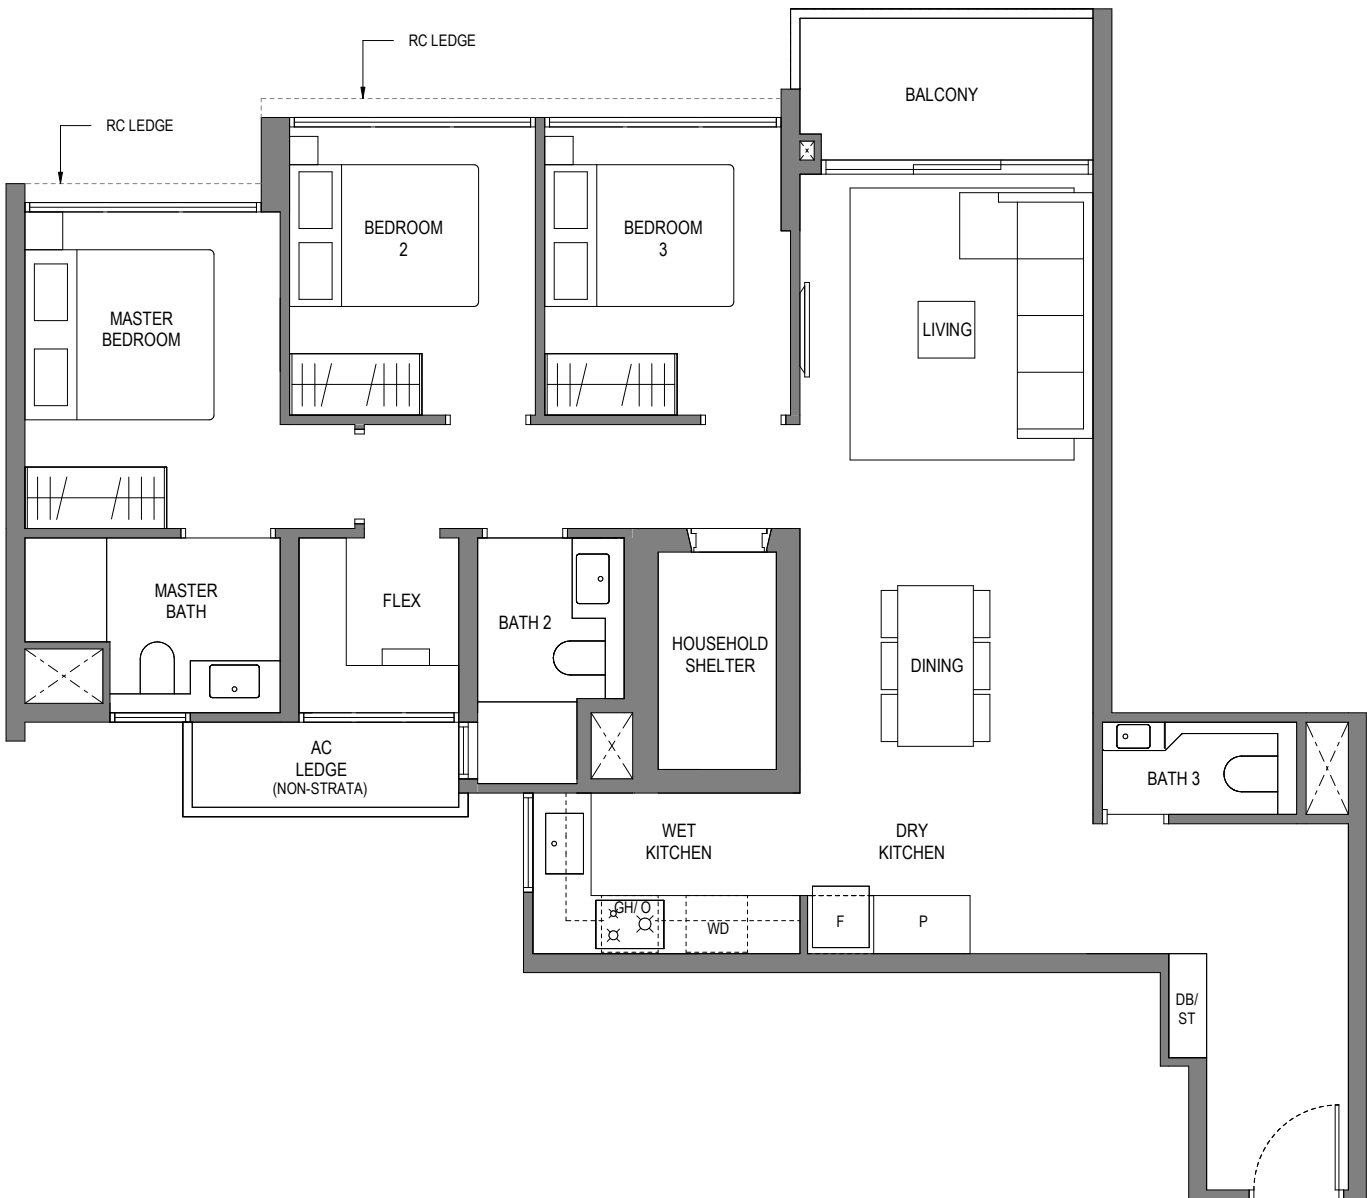 RC LEDGE
BALCONY
RC LEDGE
BEDROOM
2
BEDROOM
3
MASTER
BEDROOM
LIVING
MASTER
BATH
FLEX
BATH 2
HOUSEHOLD
SHELTER
DINING
AC
LEDGE
(NON-STRATA)
BATH 3
WET
KITCHEN
DRY
KITCHEN
GH/ O
WD
F
P
DB/
ST